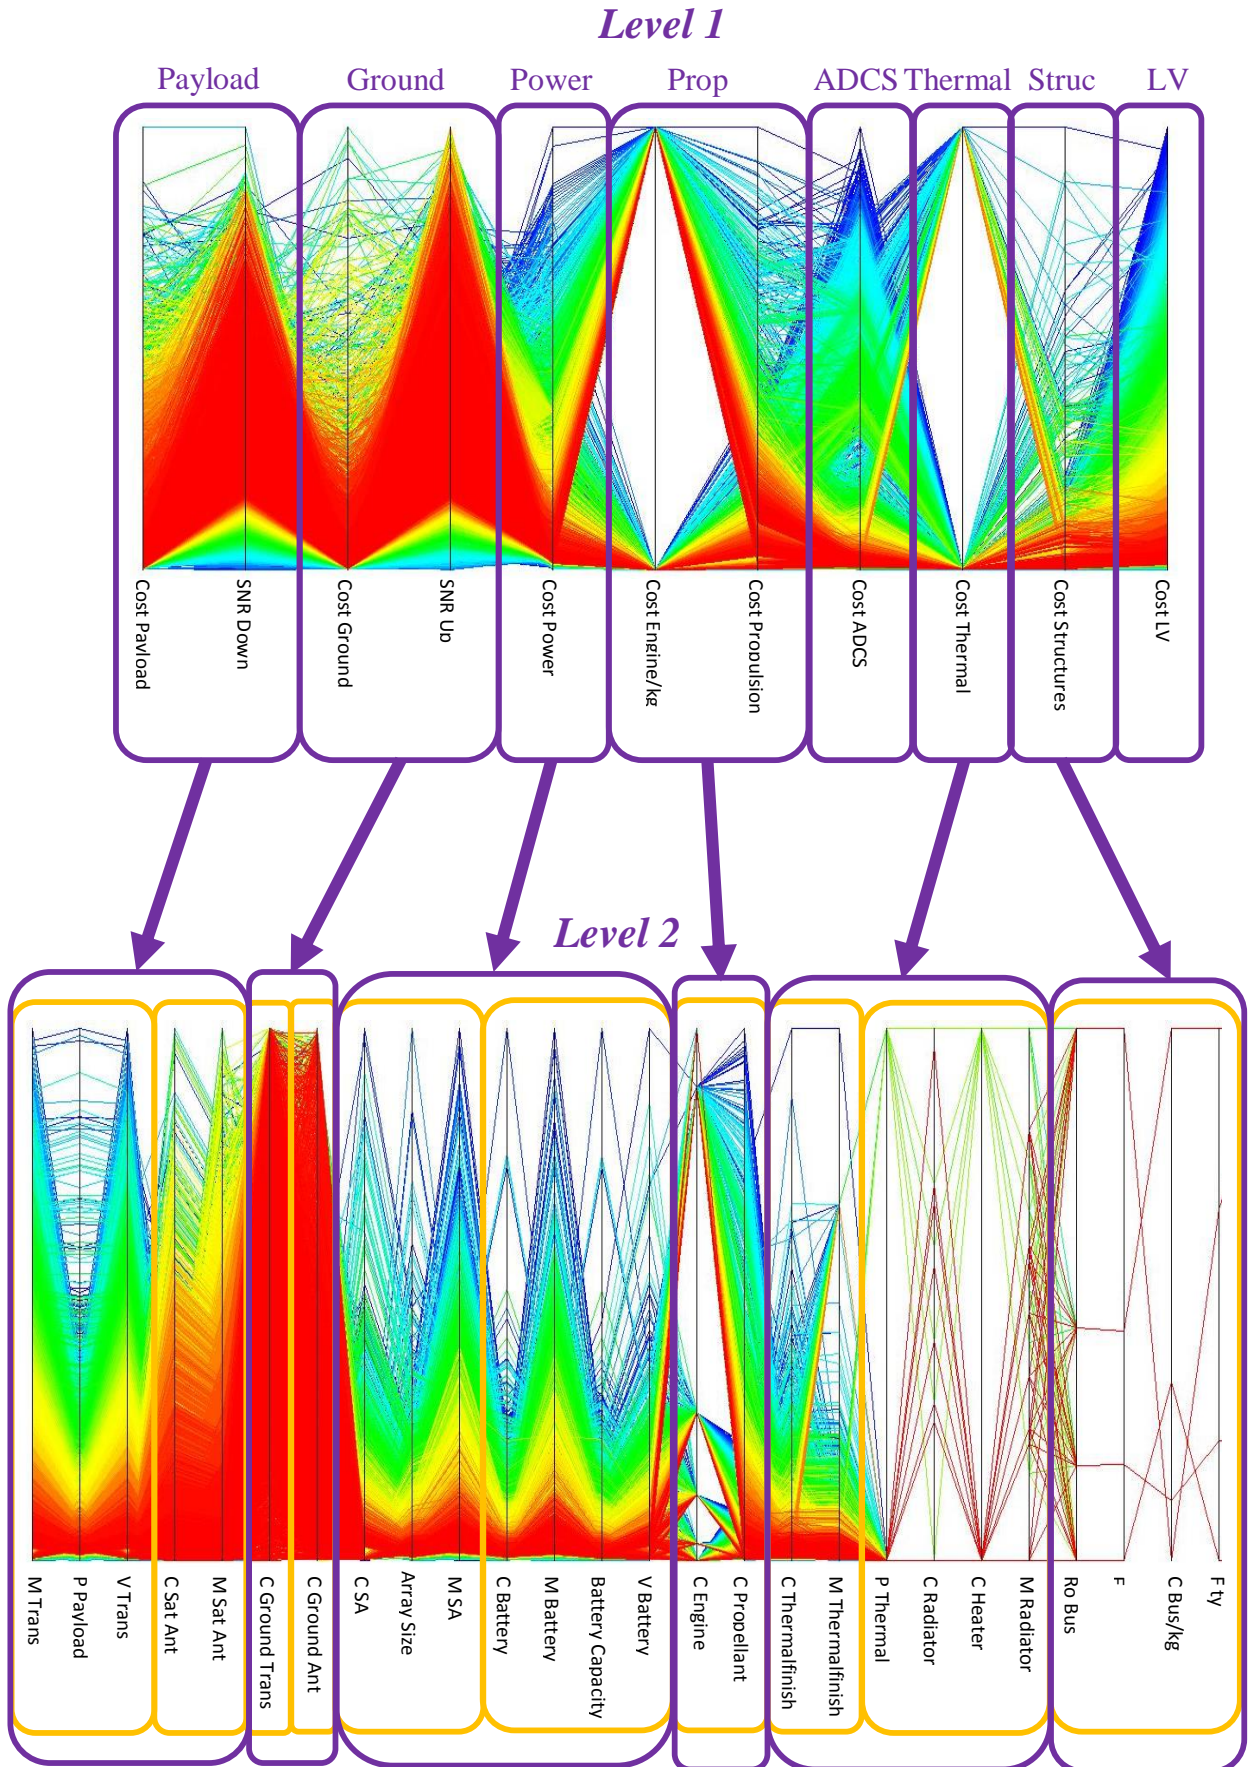 Level 1
Payload
Ground
Power
Prop
ADCS
Thermal
Struc
LV
Cost Payload
SNR Down
Cost Ground
SNR Up
Cost Power
Cost Engine/kg
Cost Propulsion
Cost ADCS
Cost Thermal
Cost Structures
Cost LV
Level 2
M Trans
P Payload
V Trans
C Sat Ant
M Sat Ant
C Ground Trans
C Ground Ant
C SA
Array Size
M SA
C Battery
M Battery
Battery Capacity
V Battery
C Engine
C Propellant
C Thermalfinish
M Thermalfinish
P Thermal
C Radiator
C Heater
M Radiator
Ro Bus
F
C Bus/kg
F ty